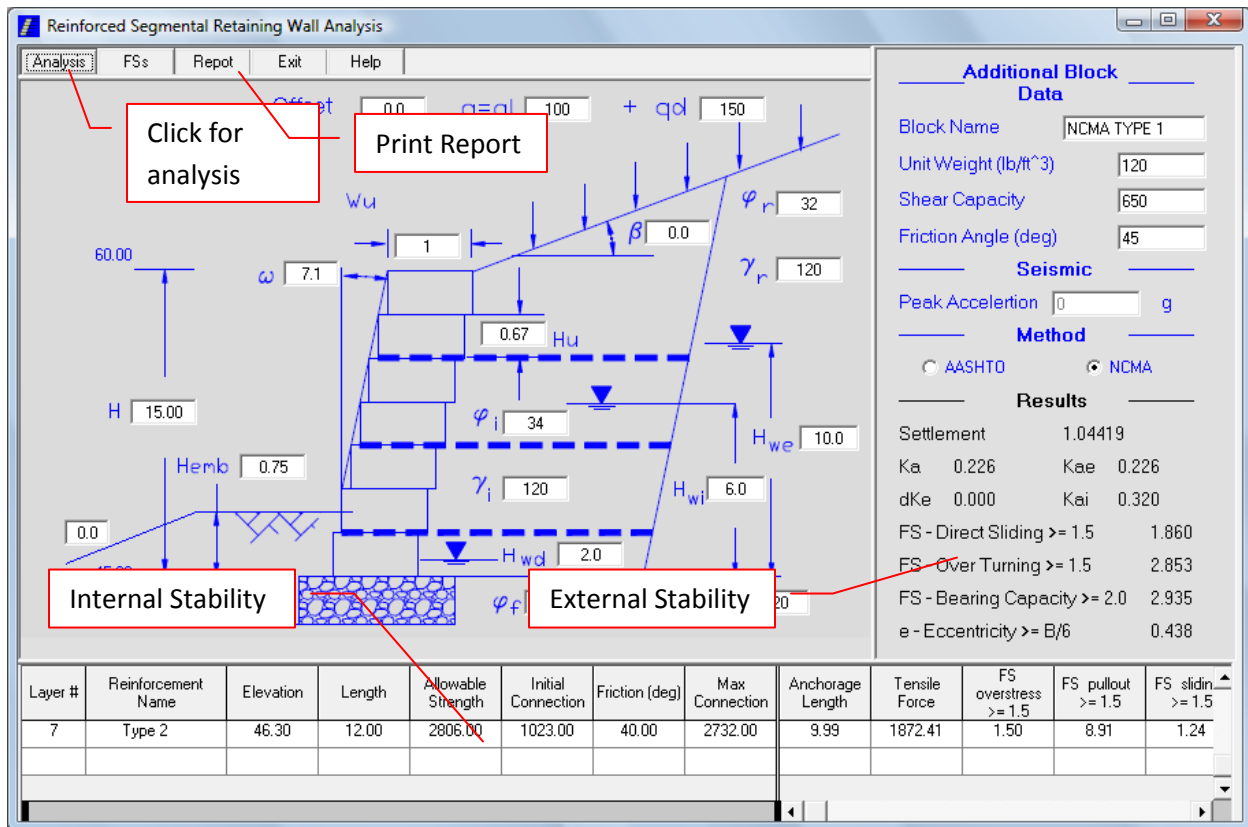 Reinforced Segmental Retaining Wall Analysis
Analysis FSs Repot Exit Help
Click for analysis
Print Report
0.0 100 + qd 150
Wu
1
ω 7.1
β 0.0
φr 32
γr 120
60.00
0.67 Hu
H 15.00
φi 34
Hwe 10.0
Hemb 0.75
γi 120
Hwi 6.0
0.0
Hwd 2.0
Internal Stability
φf
External Stability
Additional Block Data
Block Name NCMA TYPE 1
Unit Weight (lb/ft^3) 120
Shear Capacity 650
Friction Angle (deg) 45
Seismic
Peak Accelertion 0 g
Method
AASHTO NCMA
Results
Settlement 1.04419
Ka 0.226 Kae 0.226
dKe 0.000 Kai 0.320
FS - Direct Sliding >= 1.5 1.860
FS - Over Turning >= 1.5 2.853
FS - Bearing Capacity >= 2.0 2.935
e - Eccentricity >= B/6 0.438
Layer # Reinforcement Name Elevation Length Allowable Strength Initial Connection Friction (deg) Max Connection Anchorage Length Tensile Force FS overstress >= 1.5 FS pullout >= 1.5 FS slidin >= 1.5
7 Type 2 46.30 12.00 2806.00 1023.00 40.00 2732.00 9.99 1872.41 1.50 8.91 1.24